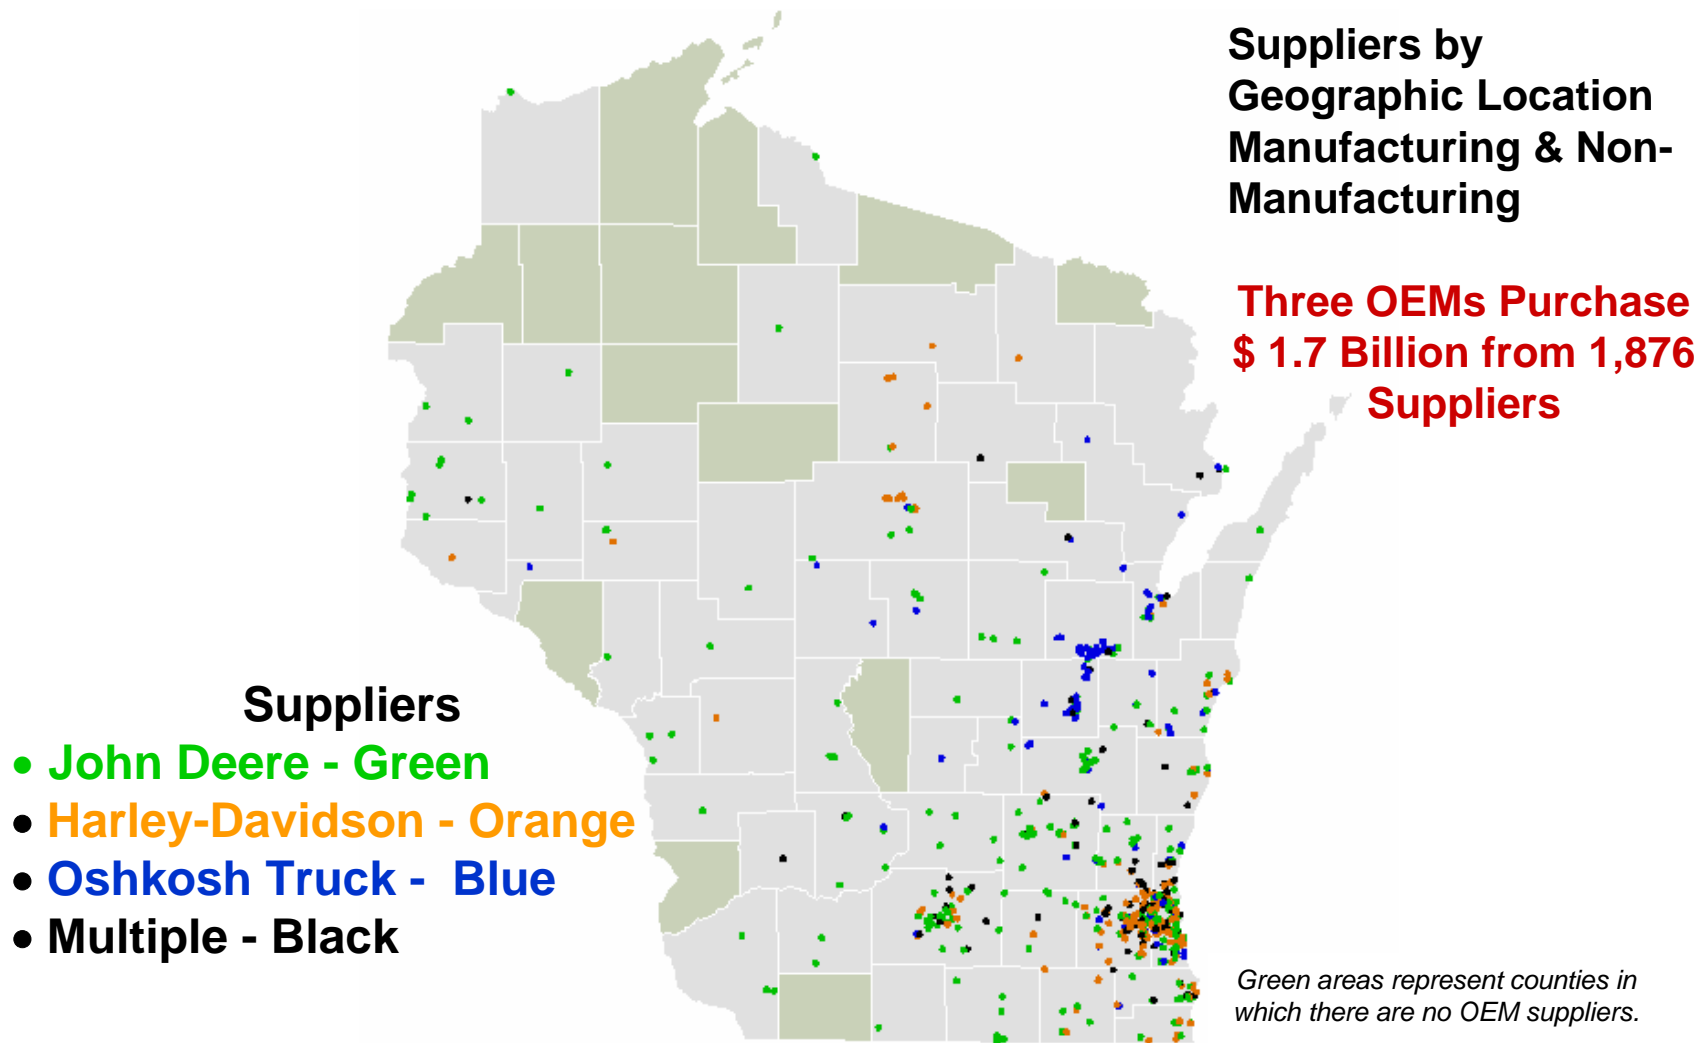 Suppliers by
Geographic Location
Manufacturing & Non-
Manufacturing
Three OEMs Purchase
$ 1.7 Billion from 1,876
Suppliers
Suppliers
• John Deere - Green
• Harley-Davidson - Orange
• Oshkosh Truck -  Blue
• Multiple - Black
Green areas represent counties in
which there are no OEM suppliers.